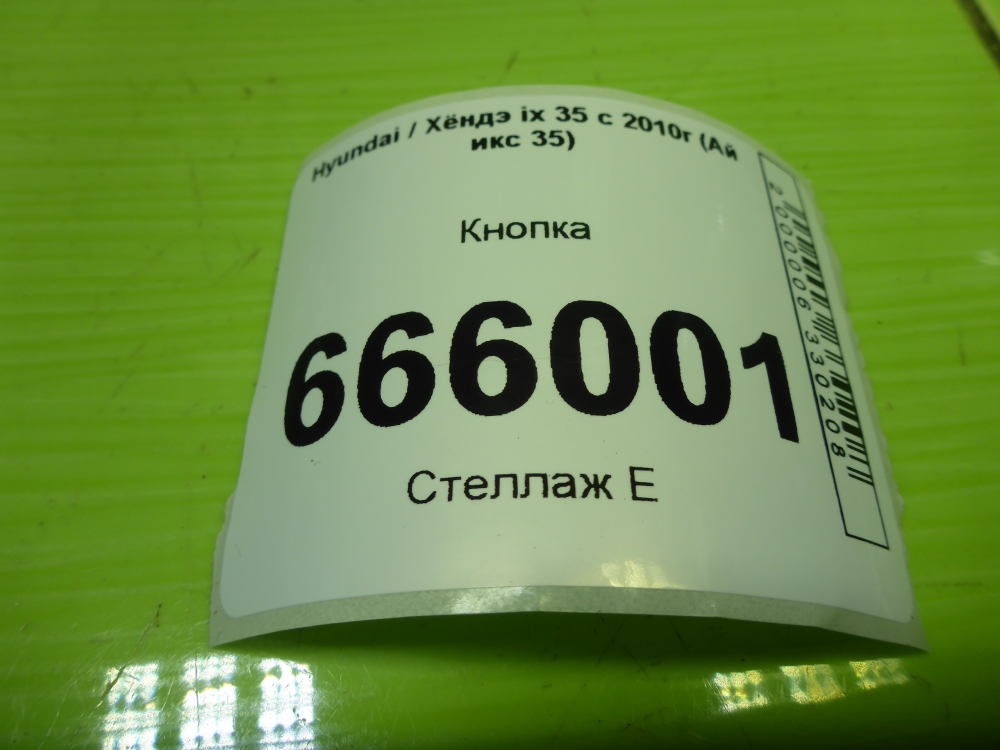 Hyundai / Хёндэ ix 35 с 2010г (Ай
икс 35)
Кнопка
666001
Стеллаж Е
2000006330208